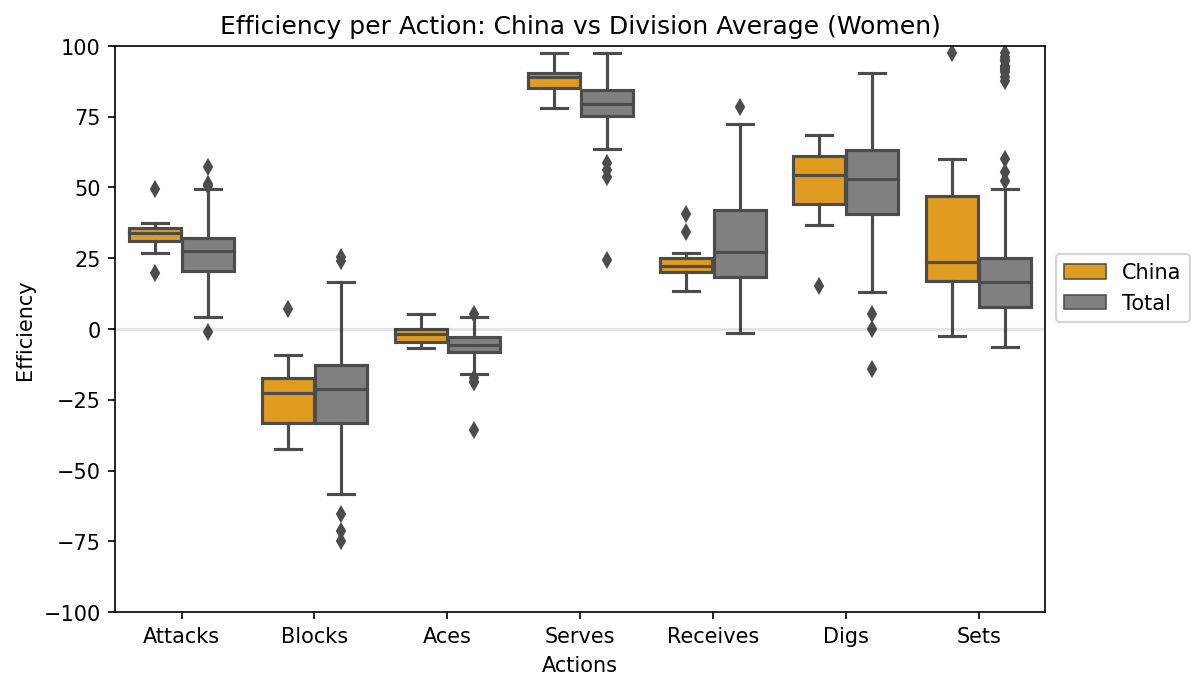 Efficiency per Action: China vs Division Average (Women)
100
75
50
25
0
−25
−50
−75
−100
Efficiency
Attacks Blocks Aces Serves Receives Digs Sets
Actions
China
Total